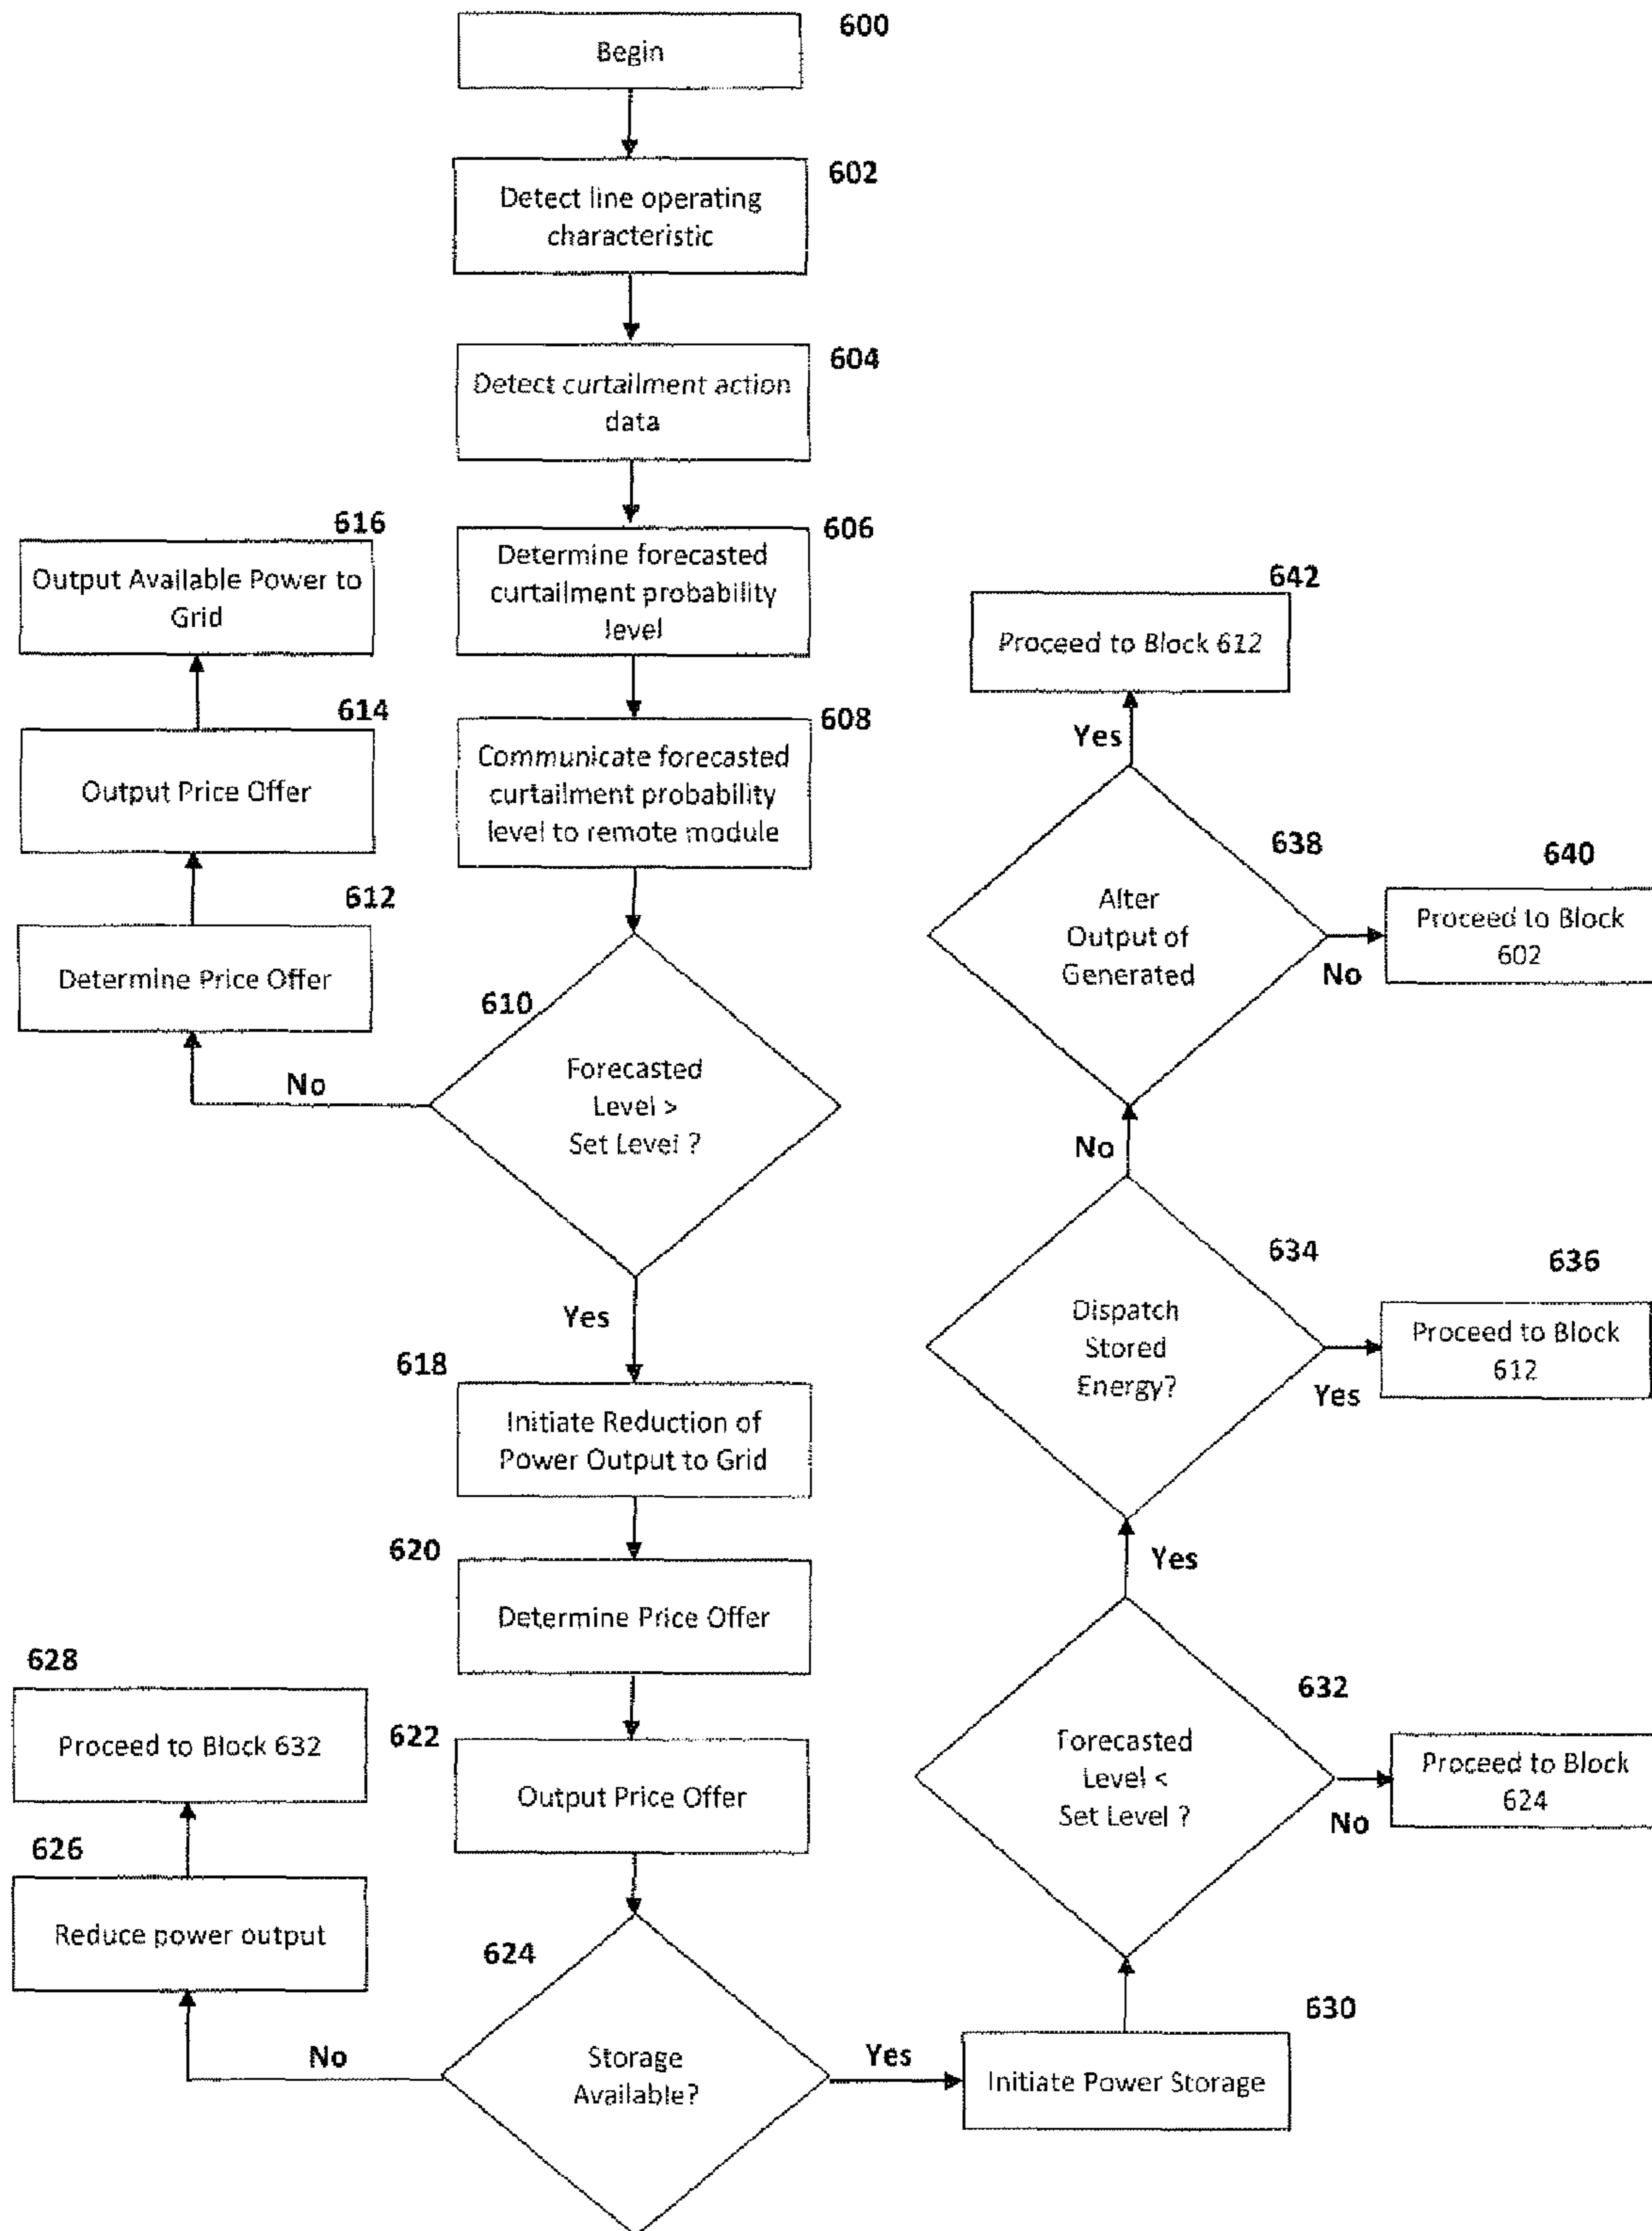 600
Begin
602
Detect line operating
characteristic
604
Detect curtailment action
data
606
Determine forecasted
curtailment probability
level
608
Communicate forecasted
curtailment probability
level to remote module
610
Forecasted
Level >
Set Level ?
No
612
Determine Price Offer
614
Output Price Offer
616
Output Available Power to
Grid
Yes
618
Initiate Reduction of
Power Output to Grid
620
Determine Price Offer
622
Output Price Offer
624
Storage
Available?
No
626
Reduce power output
628
Proceed to Block 632
Yes
630
Initiate Power Storage
632
Forecasted
Level <
Set Level ?
No
Proceed to Block
624
Yes
634
Dispatch
Stored
Energy?
Yes
636
Proceed to Block
612
No
638
Alter
Output of
Generated
No
640
Proceed to Block
602
Yes
642
Proceed to Block 612